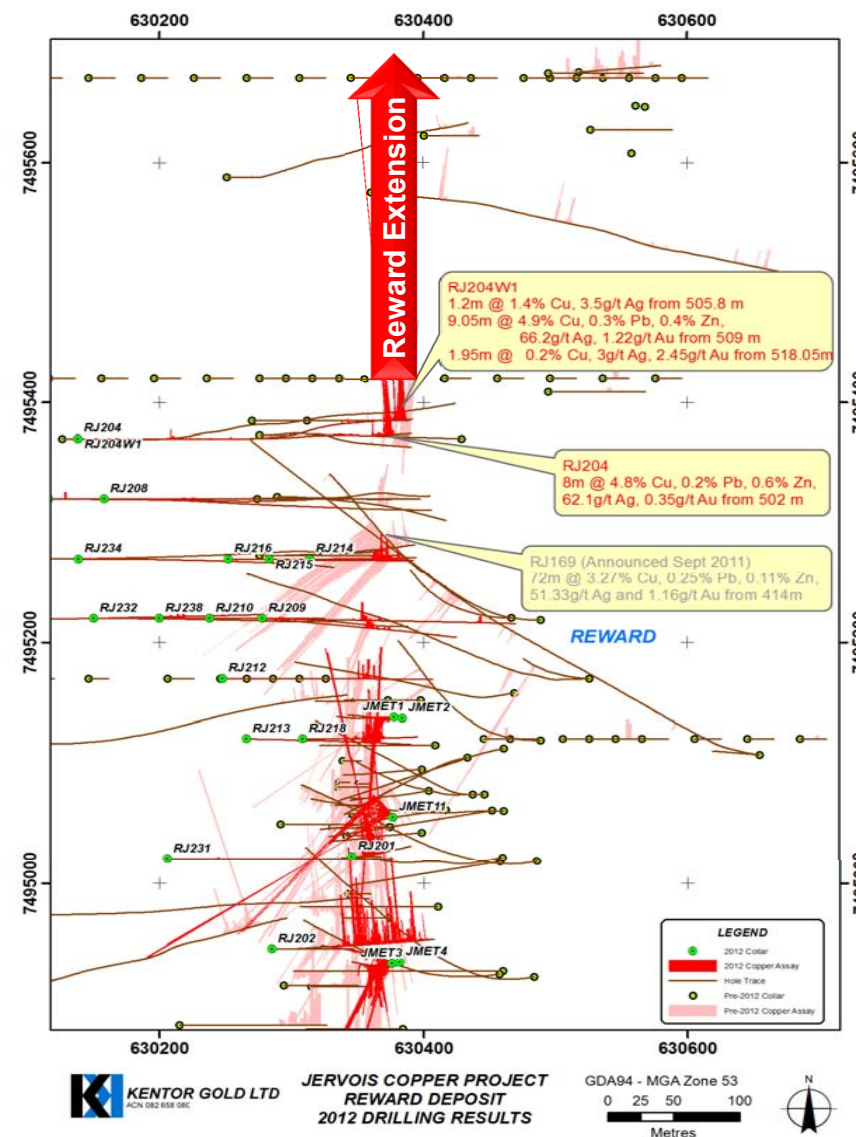 630200
630400
630600
7495600
Reward Extension
RJ204W1
1.2m @ 1.4% Cu, 3.5g/t Ag from 505.8 m
9.05m @ 4.9% Cu, 0.3% Pb, 0.4% Zn,
66.2g/t Ag, 1.22g/t Au from 509 m
1.95m @ 0.2% Cu, 3g/t Ag, 2.45g/t Au from 518.05m
7495400
RJ204
RJ204W1
RJ204
8m @ 4.8% Cu, 0.2% Pb, 0.6% Zn,
62.1g/t Ag, 0.35g/t Au from 502 m
RJ208
RJ234
RJ216
RJ214
RJ215
RJ169 (Announced Sept 2011)
72m @ 3.27% Cu, 0.25% Pb, 0.11% Zn,
51.33g/t Ag and 1.16g/t Au from 414m
RJ232
RJ238
RJ210
RJ209
7495200
REWARD
RJ212
JMET1
JMET2
RJ213
RJ218
JMET11
RJ231
RJ201
7495000
RJ202
JMET3
JMET4
LEGEND
2012 Collar
2012 Copper Assay
Hole Trace
Pre-2012 Collar
Pre-2012 Copper Assay
630200
630400
630600
KENTOR GOLD LTD
ACN 082 658 080
JERVOIS COPPER PROJECT
REWARD DEPOSIT
2012 DRILLING RESULTS
GDA94 - MGA Zone 53
0 25 50 100
Metres
N